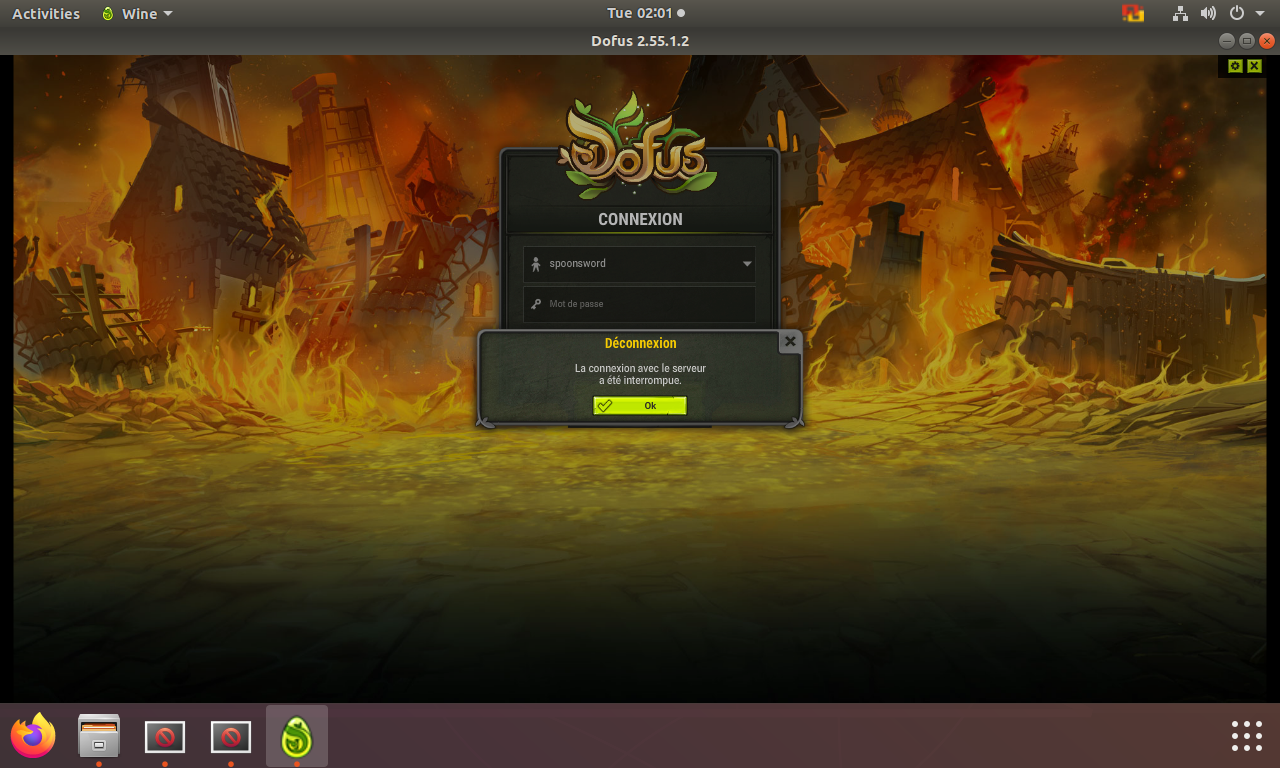 Activities
Wine
Tue 02:01
Dofus 2.55.1.2
DOFUS
CONNEXION
spoonsword
Mot de passe
Déconnexion
La connexion avec le serveur
a été interrompue.
Ok